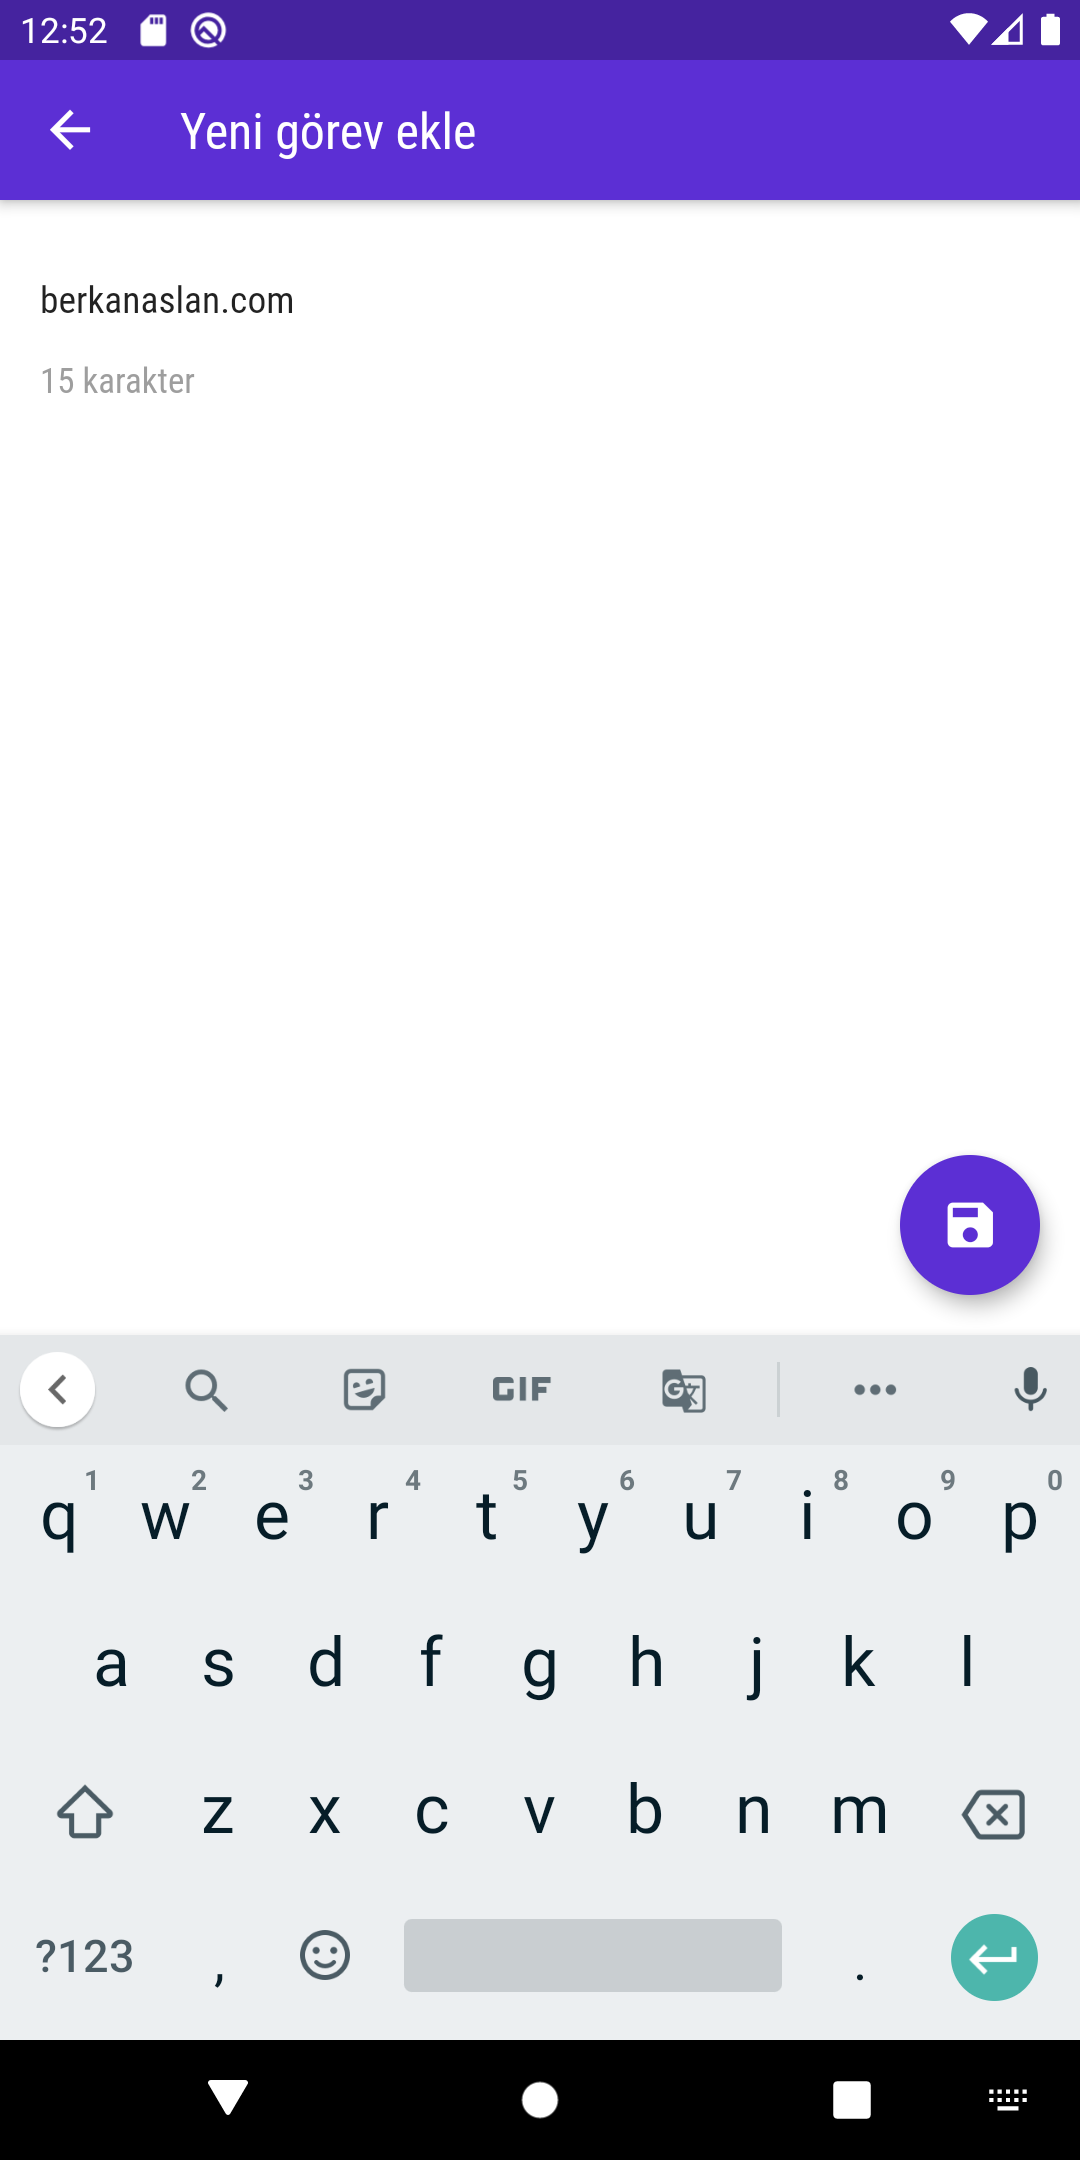 12:52
Yeni görev ekle
berkanaslan.com
15 karakter
GIF
G 文
1 2 3 4 5 6 7 8 9 0
q w e r t y u i o p
a s d f g h j k l
z x c v b n m
?123 , .